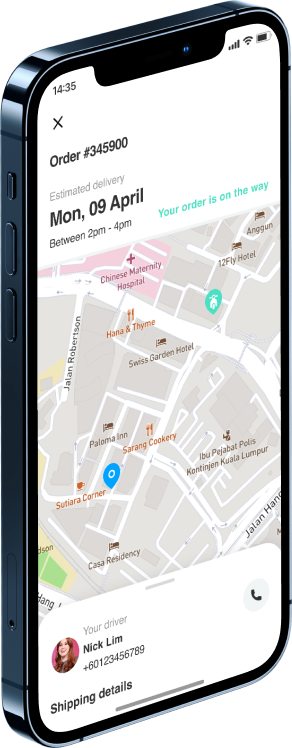 14:35
Order #345900
Estimated delivery
Mon, 09 April
Your order is on the way
Between 2pm - 4pm
Anggun
12Fly Hotel
Chinese Maternity
Hospital
Hana & Thyme
Jalan Robertson
Swiss Garden Hotel
Paloma Inn
Sarang Cookery
Ibu Pejabat Polis
Kontinjen Kuala Lumpur
Sutiara Corner
Casa Residency
Jalan Hang
dson
Jalan Hang J
M
Your driver
Nick Lim
+60123456789
Shipping details